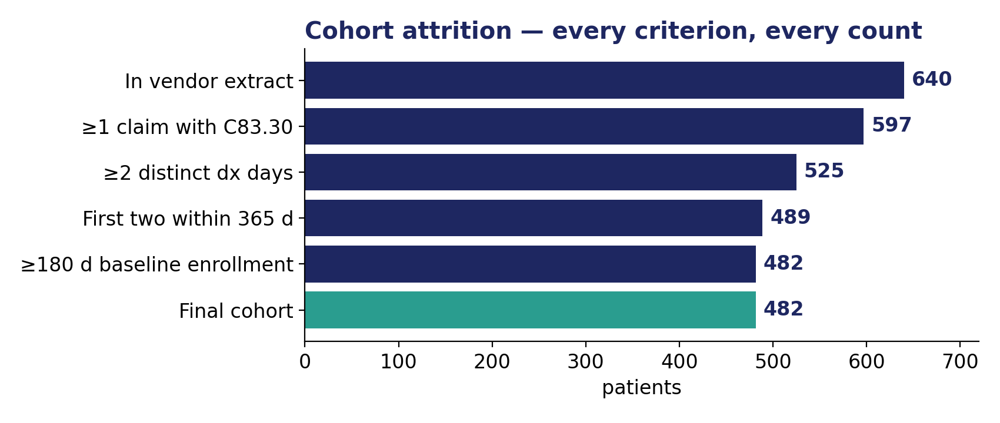 Cohort attrition — every criterion, every count
In vendor extract
640
≥1 claim with C83.30
597
≥2 distinct dx days
525
First two within 365 d
489
≥180 d baseline enrollment
482
Final cohort
482
0 100 200 300 400 500 600 700
patients